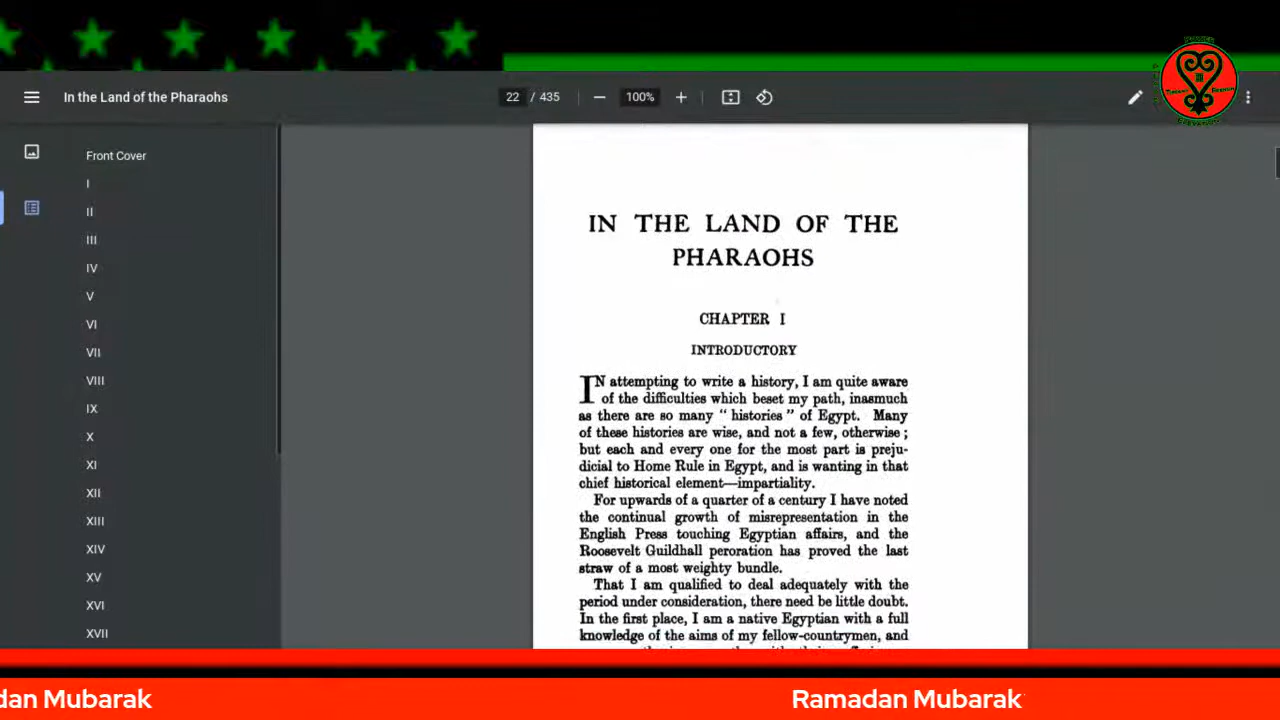 In the Land of the Pharaohs
22 / 435
100%
Front Cover
I
II
III
IV
V
VI
VII
VIII
IX
X
XI
XII
XIII
XIV
XV
XVI
XVII
IN THE LAND OF THE
PHARAOHS
CHAPTER I
INTRODUCTORY
IN attempting to write a history, I am quite aware
of the difficulties which beset my path, inasmuch
as there are so many “ histories ” of Egypt. Many
of these histories are wise, and not a few, otherwise ;
but each and every one for the most part is preju-
dicial to Home Rule in Egypt, and is wanting in that
chief historical element—impartiality.
For upwards of a quarter of a century I have noted
the continual growth of misrepresentation in the
English Press touching Egyptian affairs, and the
Roosevelt Guildhall peroration has proved the last
straw of a most weighty bundle.
That I am qualified to deal adequately with the
period under consideration, there need be little doubt.
In the first place, I am a native Egyptian with a full
knowledge of the aims of my fellow-countrymen, and
dan Mubarak
Ramadan Mubarak